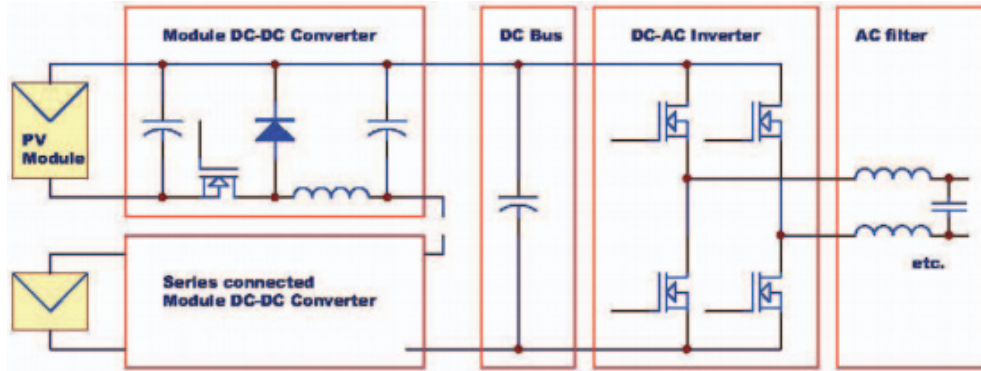 Module DC-DC Converter
DC Bus
DC-AC Inverter
AC filter
PV
Module
Series connected
Module DC-DC Converter
etc.